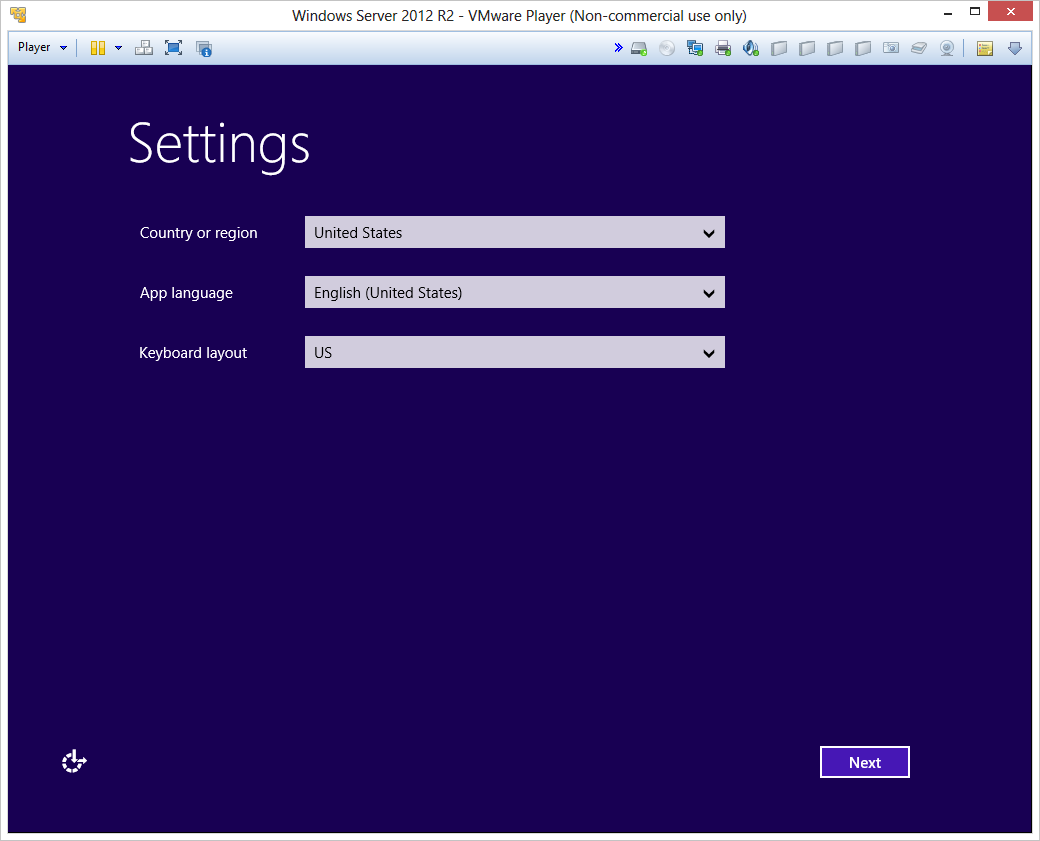 Windows Server 2012 R2 - VMware Player (Non-commercial use only)
Player
Settings
Country or region United States
App language English (United States)
Keyboard layout US
Next